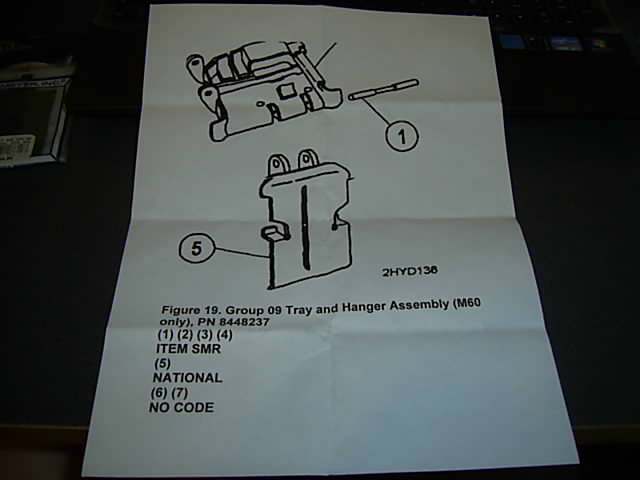 1
5
2HYD138
Figure 19. Group 09 Tray and Hanger Assembly (M60
only), PN 8448237
(1) (2) (3) (4)
ITEM SMR
(5)
NATIONAL
(6) (7)
NO CODE